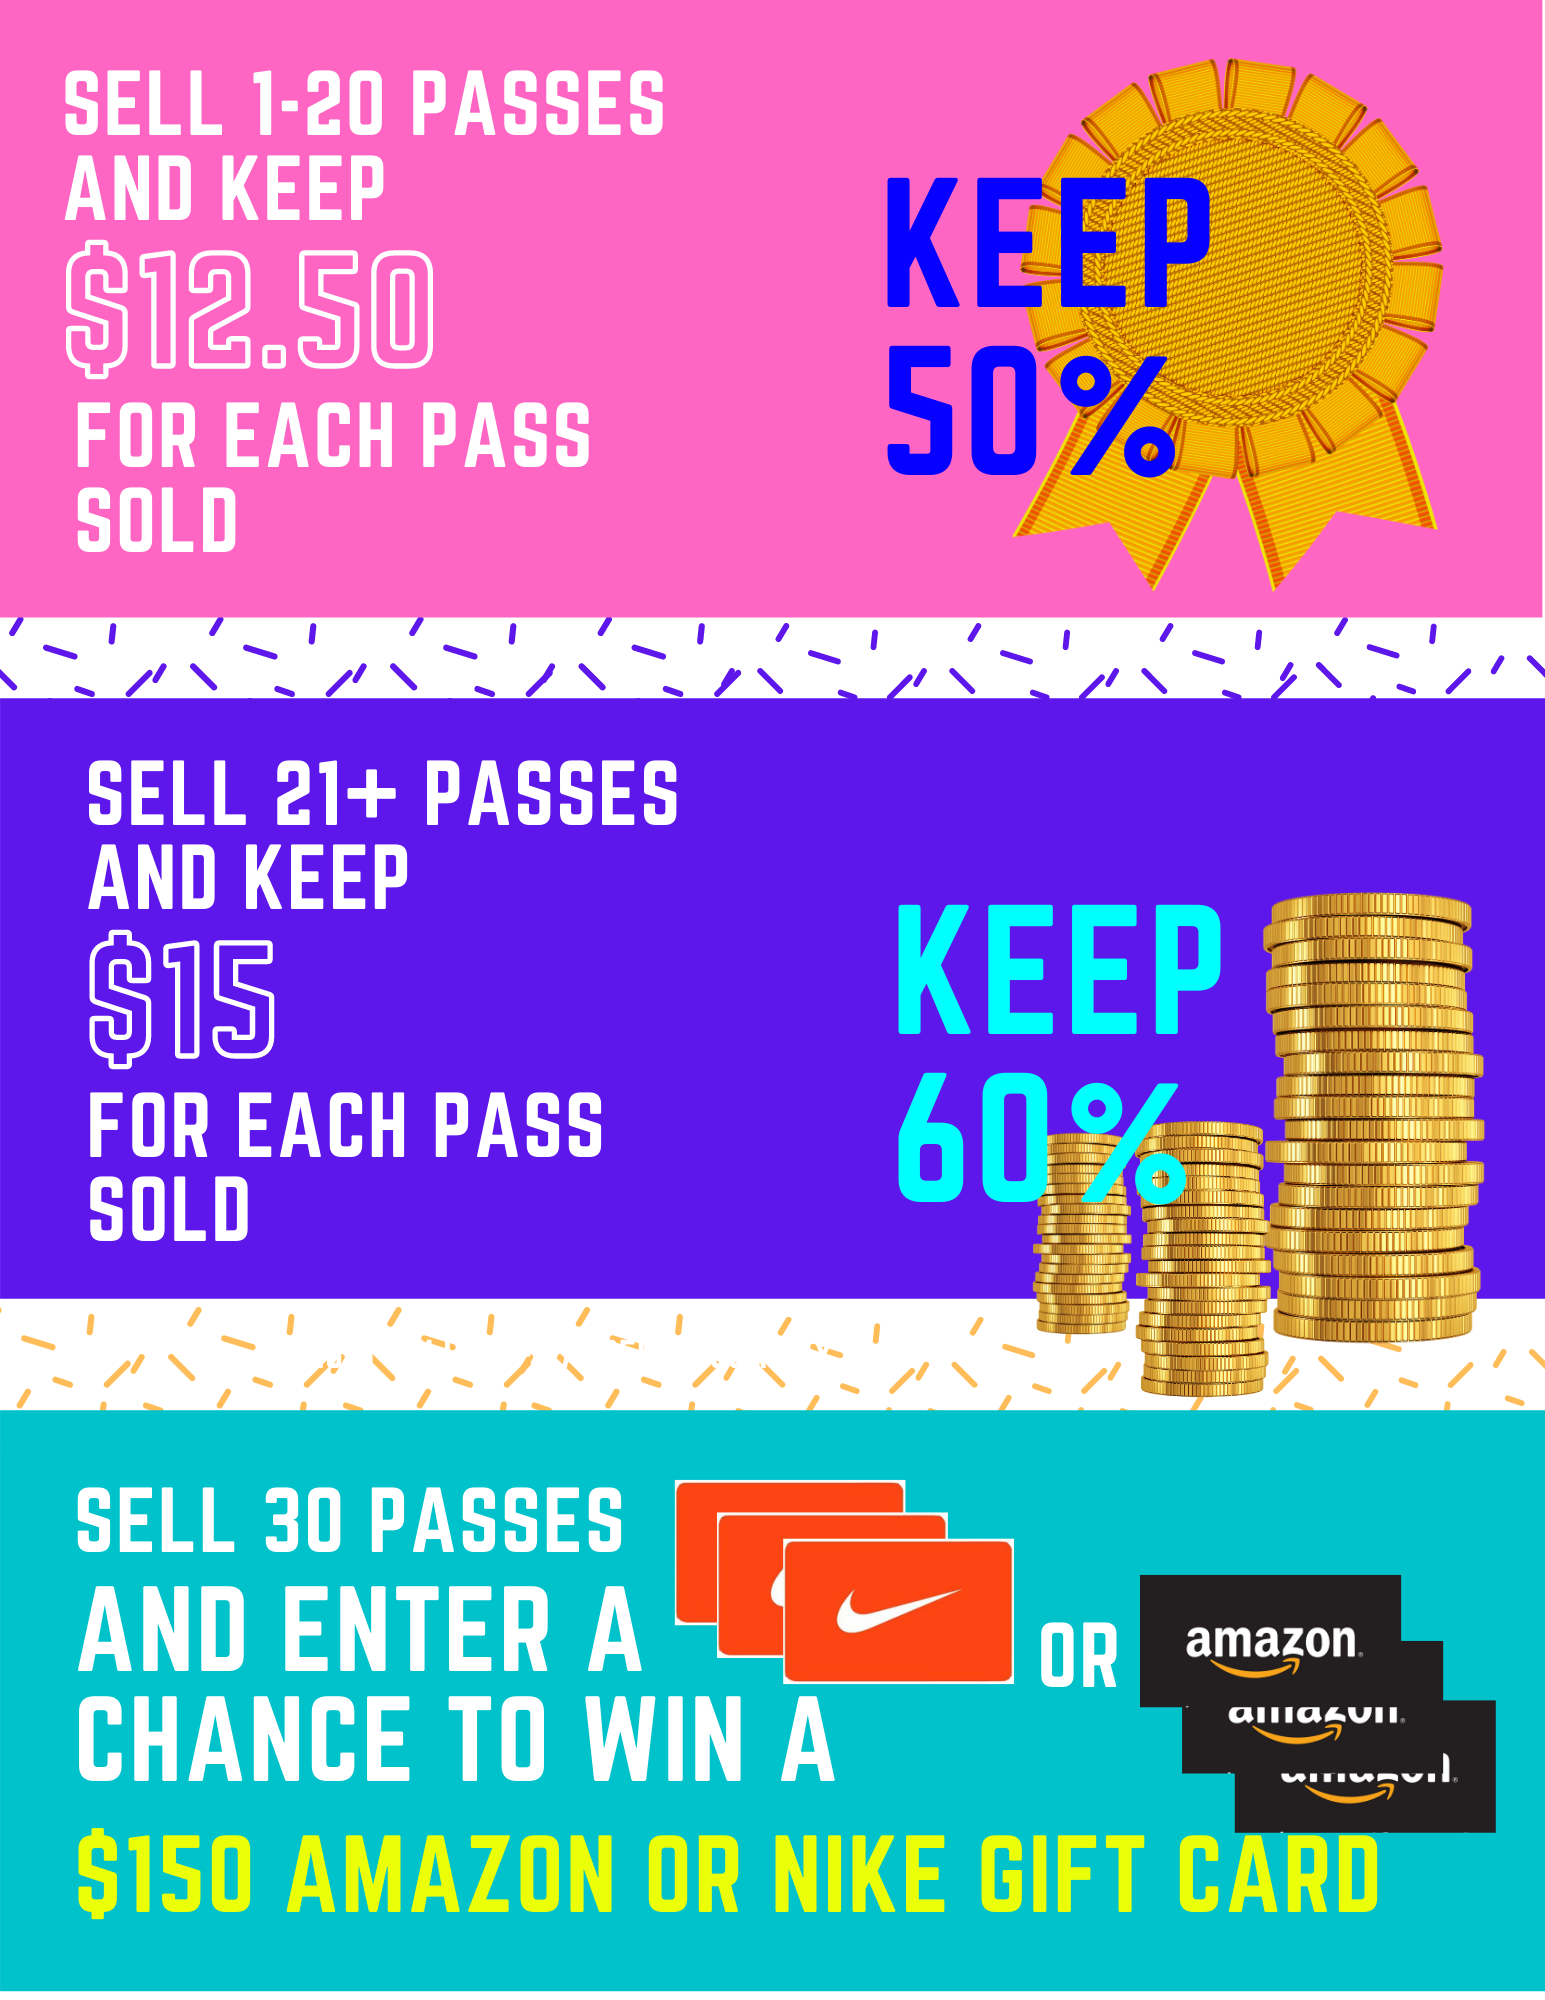 SELL 1-20 PASSES
AND KEEP
$12.50
FOR EACH PASS
SOLD
KEEP
50%
SELL 21+ PASSES
AND KEEP
$15
FOR EACH PASS
SOLD
KEEP
60%
SELL 30 PASSES
AND ENTER A
CHANCE TO WIN A
OR
amazon
amazon
amazon
$150 AMAZON OR NIKE GIFT CARD